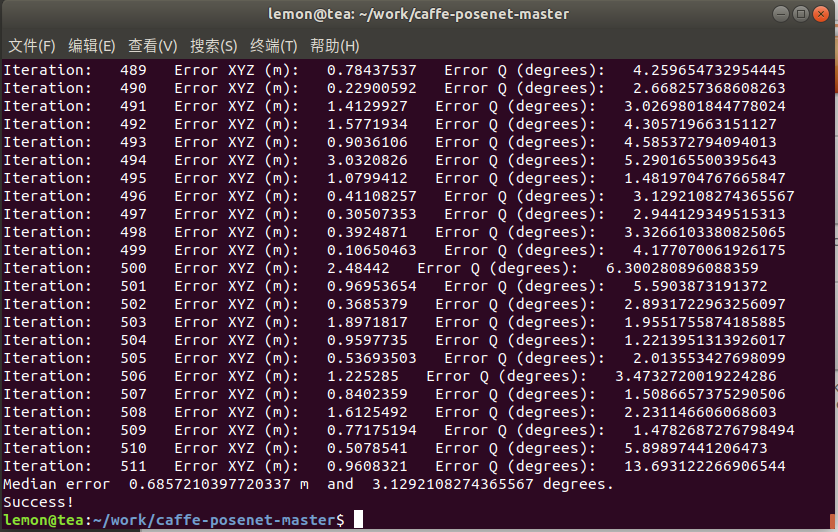 lemon@tea: ~/work/caffe-posenet-master
文件(F) 编辑(E) 查看(V) 搜索(S) 终端(T) 帮助(H)
Iteration: 489 Error XYZ (m): 0.78437537 Error Q (degrees): 4.259654732954445
Iteration: 490 Error XYZ (m): 0.22900592 Error Q (degrees): 2.668257368608263
Iteration: 491 Error XYZ (m): 1.4129927 Error Q (degrees): 3.0269801844778024
Iteration: 492 Error XYZ (m): 1.5771934 Error Q (degrees): 4.305719663151127
Iteration: 493 Error XYZ (m): 0.9036106 Error Q (degrees): 4.585372794094013
Iteration: 494 Error XYZ (m): 3.0320826 Error Q (degrees): 5.290165500395643
Iteration: 495 Error XYZ (m): 1.0799412 Error Q (degrees): 1.4819704767665847
Iteration: 496 Error XYZ (m): 0.41108257 Error Q (degrees): 3.1292108274365567
Iteration: 497 Error XYZ (m): 0.30507353 Error Q (degrees): 2.944129349515313
Iteration: 498 Error XYZ (m): 0.3924871 Error Q (degrees): 3.3266103380825065
Iteration: 499 Error XYZ (m): 0.10650463 Error Q (degrees): 4.177070061926175
Iteration: 500 Error XYZ (m): 2.48442 Error Q (degrees): 6.300280896088359
Iteration: 501 Error XYZ (m): 0.96953654 Error Q (degrees): 5.5903873191372
Iteration: 502 Error XYZ (m): 0.3685379 Error Q (degrees): 2.8931722963256097
Iteration: 503 Error XYZ (m): 1.8971817 Error Q (degrees): 1.9551755874185885
Iteration: 504 Error XYZ (m): 0.9597735 Error Q (degrees): 1.2213951313926017
Iteration: 505 Error XYZ (m): 0.53693503 Error Q (degrees): 2.013553427698099
Iteration: 506 Error XYZ (m): 1.225285 Error Q (degrees): 3.4732720019224286
Iteration: 507 Error XYZ (m): 0.8402359 Error Q (degrees): 1.5086657375290506
Iteration: 508 Error XYZ (m): 1.6125492 Error Q (degrees): 2.231146606068603
Iteration: 509 Error XYZ (m): 0.77175194 Error Q (degrees): 1.4782687276798494
Iteration: 510 Error XYZ (m): 0.5078541 Error Q (degrees): 5.89897441206473
Iteration: 511 Error XYZ (m): 0.9608321 Error Q (degrees): 13.693122266906544
Median error 0.6857210397720337 m and 3.1292108274365567 degrees.
Success!
lemon@tea:~/work/caffe-posenet-master$